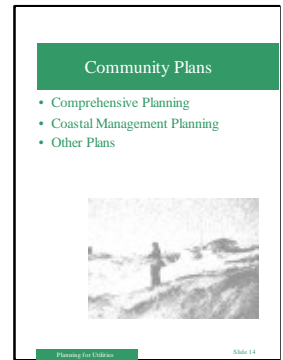 Community Plans
• Comprehensive Planning
• Coastal Management Planning
• Other Plans
Planning for Utilities
Slide 14